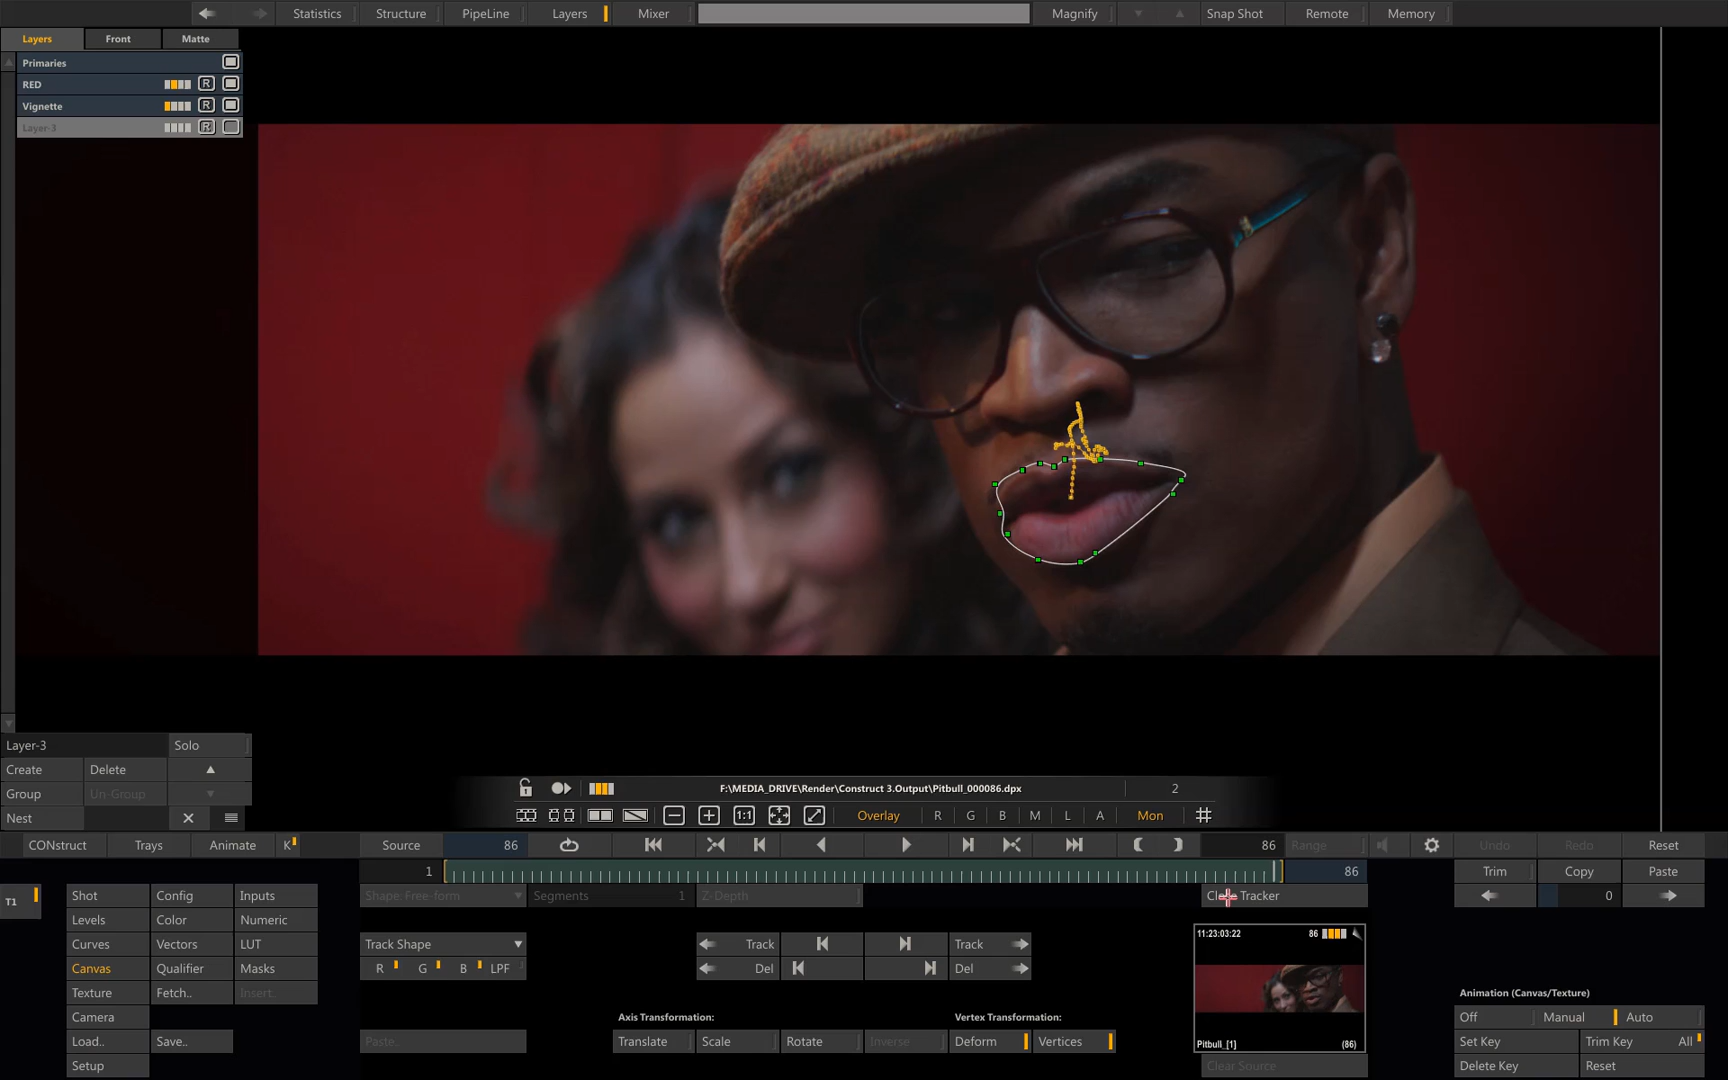 Statistics Structure PipeLine Layers Mixer Magnify Snap Shot Remote Memory
Layers Front Matte
Primaries
RED R
Vignette R
Layer-3 R
Layer-3 Solo
Create Delete
Group Un-Group
Nest
F:\MEDIA_DRIVE\Render\Construct 3.Output\Pitbull_000086.dpx 2
1:1 Overlay R G B M L A Mon
CONstruct Trays Animate K Source 86 86 Range Undo Redo Reset
1 86 Trim Copy Paste
T1 Shot Config Inputs Shape: Free-form Segments 1 Z-Depth Tracker 0
Levels Color Numeric
11:23:03:22 86
Curves Vectors LUT Track Shape Track Track
Canvas Qualifier Masks R G B LPF Del Del
Texture Fetch.. Insert.. Animation (Canvas/Texture)
Camera Axis Transformation: Vertex Transformation: Off Manual Auto
Load.. Save.. Paste.. Translate Scale Rotate Inverse Deform Vertices Pitbull_[1] (86) Set Key Trim Key All
Setup Clear Source Delete Key Reset